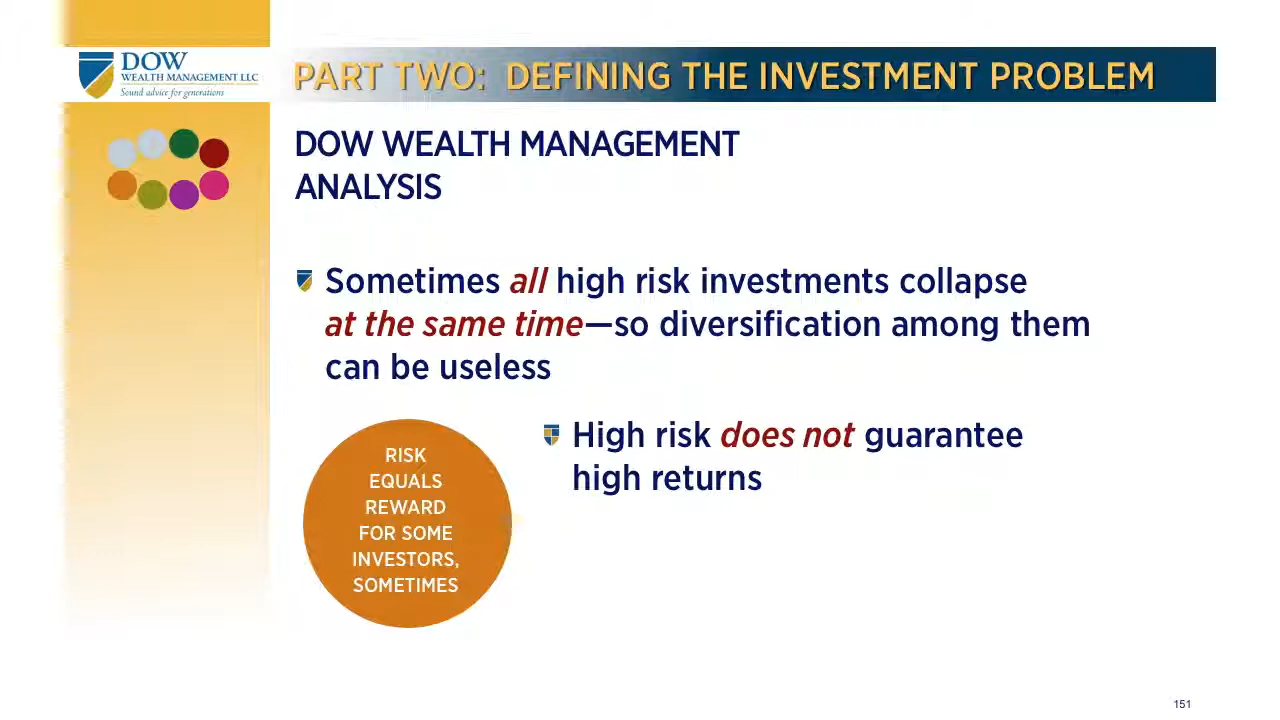 DOW
WEALTH MANAGEMENT LLC
Sound advice for generations
PART TWO: DEFINING THE INVESTMENT PROBLEM
DOW WEALTH MANAGEMENT
ANALYSIS
Sometimes all high risk investments collapse
at the same time—so diversification among them
can be useless
High risk does not guarantee
high returns
RISK
EQUALS
REWARD
FOR SOME
INVESTORS,
SOMETIMES
151